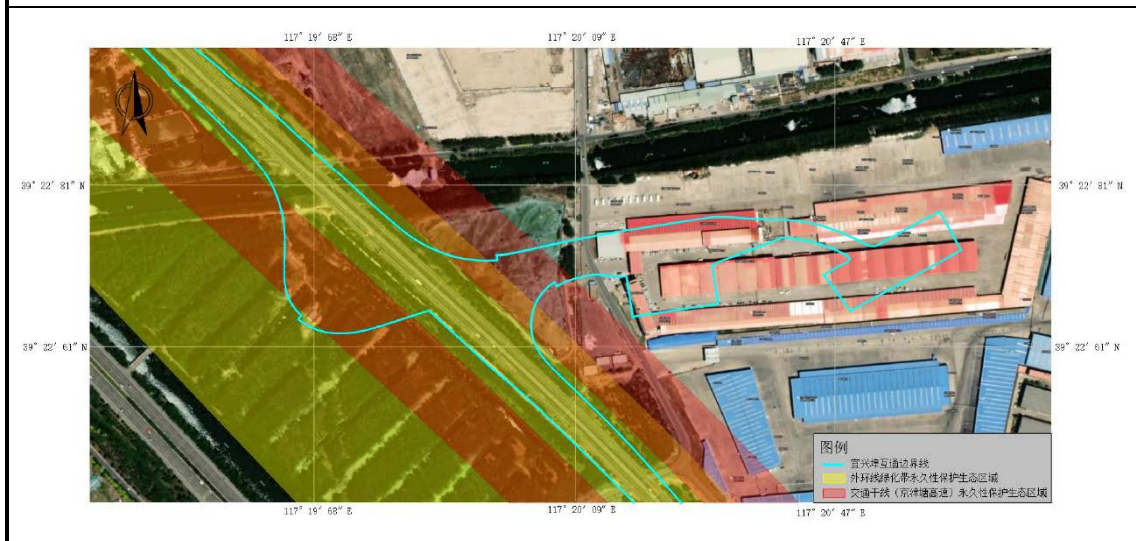 117° 19′ 68″ E
117° 20′ 09″ E
117° 20′ 47″ E
39° 22′ 81″ N
39° 22′ 81″ N
39° 22′ 61″ N
39° 22′ 61″ N
图例
宜兴埠互通边界线
外环线绿化带永久性保护生态区域
交通干线（京津塘高速）永久性保护生态区域
117° 19′ 68″ E
117° 20′ 09″ E
117° 20′ 47″ E